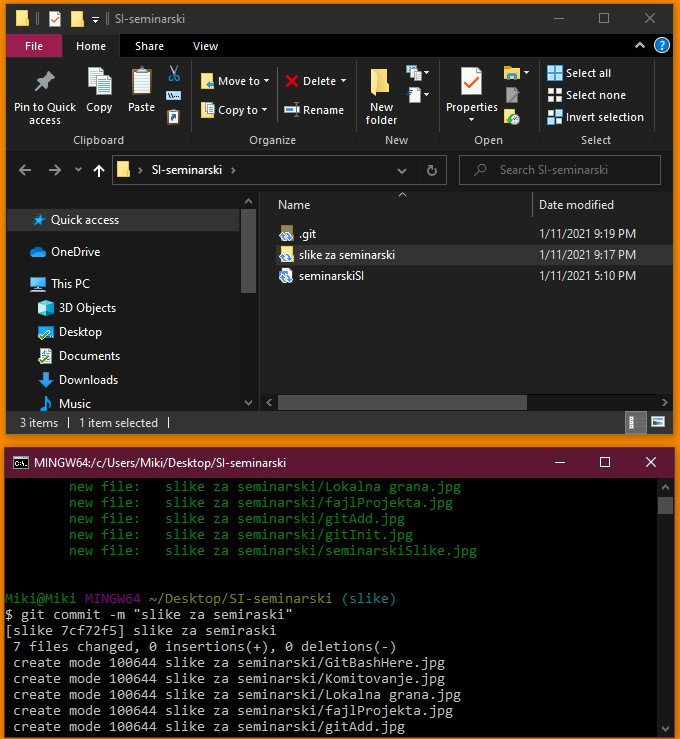 SI-seminarski
File Home Share View
Pin to Quick access
Copy
Paste
Move to
Copy to
Delete
Rename
New folder
Properties
Select all
Select none
Invert selection
Clipboard Organize New Open Select
SI-seminarski
Search SI-seminarski
Name Date modified
Quick access
OneDrive
This PC
3D Objects
Desktop
Documents
Downloads
Music
.git 1/11/2021 9:19 PM
slike za seminarski 1/11/2021 9:17 PM
seminarskiSI 1/11/2021 5:10 PM
3 items 1 item selected
MINGW64:/c/Users/Miki/Desktop/SI-seminarski
new file: slike za seminarski/Lokalna grana.jpg
new file: slike za seminarski/fajlProjekta.jpg
new file: slike za seminarski/gitAdd.jpg
new file: slike za seminarski/gitInit.jpg
new file: slike za seminarski/seminarskiSlike.jpg
Miki@Miki MINGW64 ~/Desktop/SI-seminarski (slike)
$ git commit -m "slike za semiraski"
[slike 7cf72f5] slike za semiraski
7 files changed, 0 insertions(+), 0 deletions(-)
create mode 100644 slike za seminarski/GitBashHere.jpg
create mode 100644 slike za seminarski/Komitovanje.jpg
create mode 100644 slike za seminarski/Lokalna grana.jpg
create mode 100644 slike za seminarski/fajlProjekta.jpg
create mode 100644 slike za seminarski/gitAdd.jpg